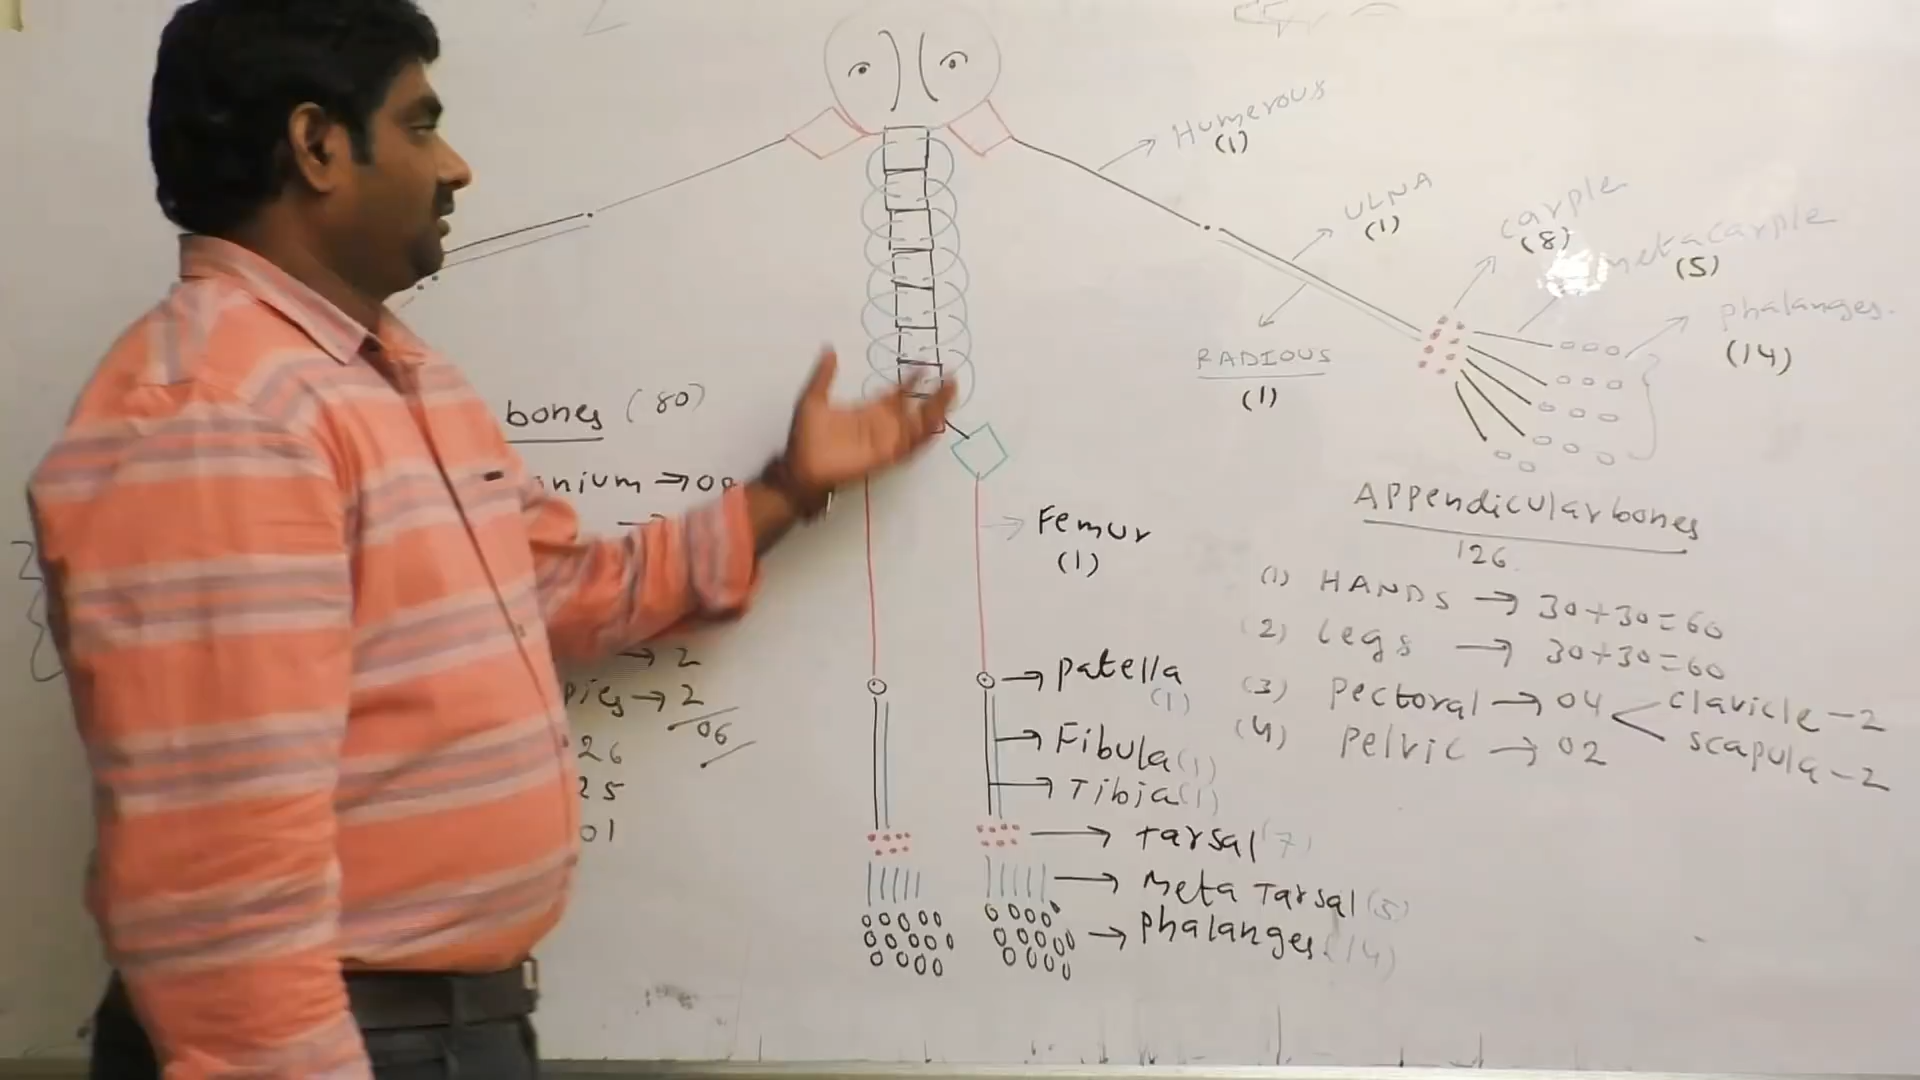 Humerous
(1)
ULNA
(1)
carple
(8)
metacarple
(5)
phalanges.
(14)
RADIOUS
(1)
bones (80)
nium → 08
→ 2
→ 2
06
26
25
01
Femur
(1)
patella
(1)
Fibula (1)
Tibia (1)
tarsal (7)
Meta Tarsal (5)
phalanges (14)
APPendicular bones
126
(1) HANDS → 30+30=60
(2) legs → 30+30=60
(3) pectoral → 04 < clavicle-2
scapula-2
(4) pelvic → 02